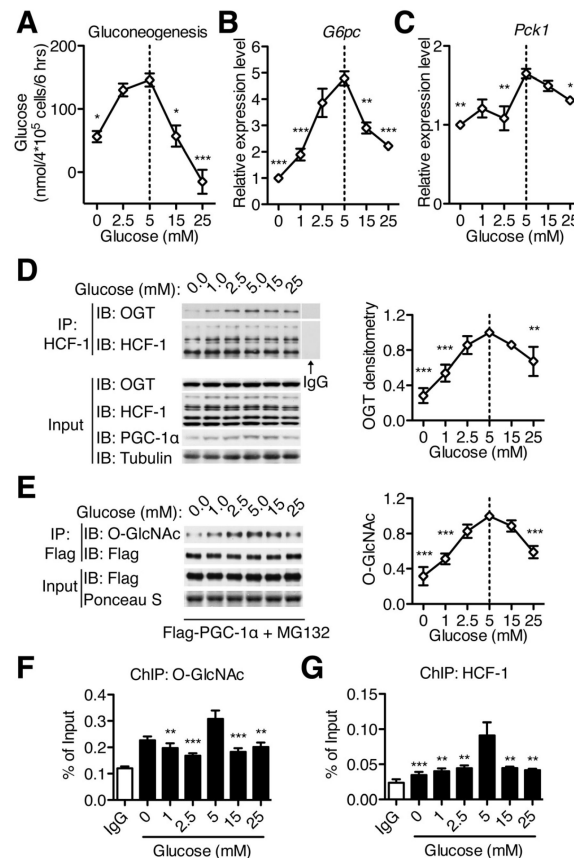 A
Gluconeogenesis
Glucose
(nmol/4*10⁵ cells/6 hrs)
200
100
0
*
*
***
0 2.5 5 15 25
Glucose (mM)
B
G6pc
Relative expression level
6
5
4
3
2
1
0
***
***
**
***
0 1 2.5 5 15 25
Glucose (mM)
C
Pck1
Relative expression level
2.0
1.5
1.0
0.5
0.0
**
**
*
0 1 2.5 5 15 25
Glucose (mM)
D
Glucose (mM): 0.0 1.0 2.5 5.0 15 25
IP: HCF-1
IB: OGT
IB: HCF-1
IgG
Input
IB: OGT
IB: HCF-1
IB: PGC-1α
IB: Tubulin
OGT densitometry
1.2
0.8
0.4
0.0
***
***
**
0 1 2.5 5 15 25
Glucose (mM)
E
Glucose (mM): 0.0 1.0 2.5 5.0 15 25
IP: Flag
IB: O-GlcNAc
IB: Flag
Input
IB: Flag
Ponceau S
Flag-PGC-1α + MG132
O-GlcNAc
1.2
0.8
0.4
0.0
***
***
***
0 1 2.5 5 15 25
Glucose (mM)
F
ChIP: O-GlcNAc
% of Input
0.4
0.3
0.2
0.1
0.0
**
***
***
**
IgG 0 1 2.5 5 15 25
Glucose (mM)
G
ChIP: HCF-1
% of Input
0.15
0.10
0.05
0.00
***
**
**
**
**
IgG 0 1 2.5 5 15 25
Glucose (mM)